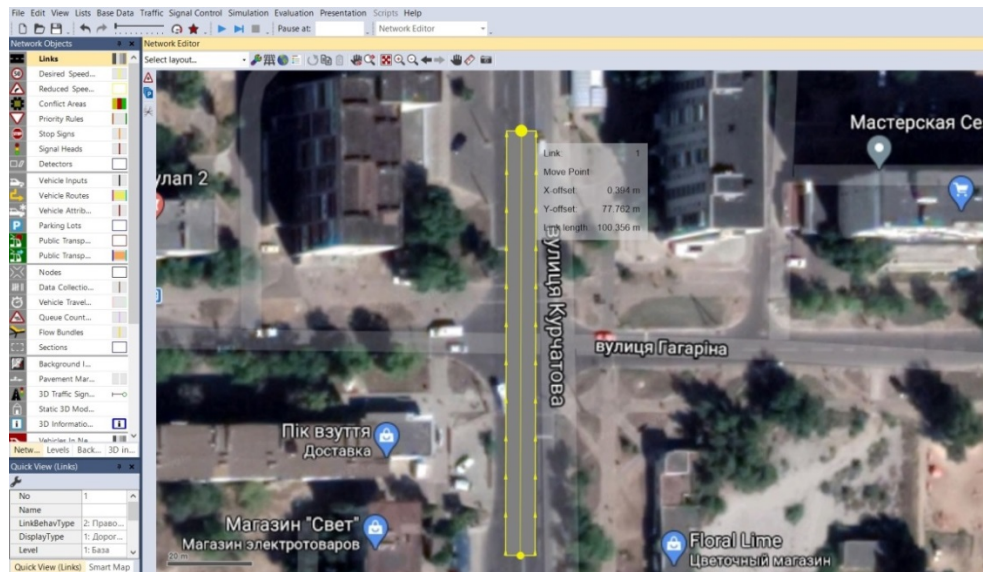 File Edit View Lists Base Data Traffic Signal Control Simulation Evaluation Presentation Scripts Help
Pause at: Network Editor
Network Objects
Network Editor
Select layout...
Links
Desired Speed...
Reduced Spee...
Conflict Areas
Priority Rules
Stop Signs
Signal Heads
Detectors
Vehicle Inputs
Vehicle Routes
Vehicle Attrib...
Parking Lots
Public Transp...
Public Transp...
Nodes
Data Collectio...
Vehicle Travel...
Queue Count...
Flow Bundles
Sections
Background I...
Pavement Mar...
3D Traffic Sign...
Static 3D Mod...
3D Informatio...
Vehicles In Ne...
Netw... Levels Back... 3D in...
Quick View (Links)
No 1
Name
LinkBehavType 2: Право...
DisplayType 1: Дорог...
Level 1: База
Quick View (Links) Smart Map
Мастерская Се
улап 2
Link: 1
Move Point
X-offset: 0.394 m
Y-offset: 77.762 m
Link length: 100.356 m
вулиця Курчатова
вулиця Гагаріна
Пік взуття
Доставка
Магазин "Свет"
Магазин электротоваров
20 m
Floral Lime
Цветочный магазин